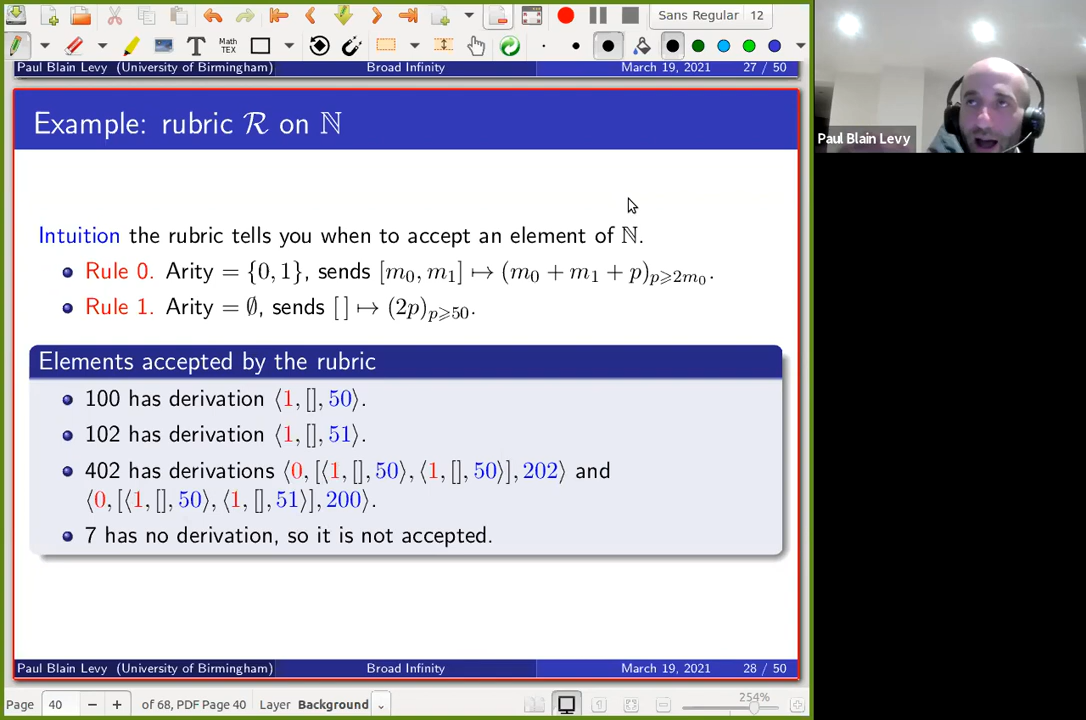 Sans Regular 12
Math
TEX
Paul Blain Levy (University of Birmingham) Broad Infinity March 19, 2021 27 / 50
Example: rubric ℛ on ℕ
Paul Blain Levy
Intuition the rubric tells you when to accept an element of ℕ.
Rule 0. Arity = {0, 1}, sends [m₀, m₁] ↦ (m₀ + m₁ + p)ₚ⩾₂ₘ₀.
Rule 1. Arity = ∅, sends [ ] ↦ (2p)ₚ⩾₅₀.
Elements accepted by the rubric
100 has derivation ⟨1, [], 50⟩.
102 has derivation ⟨1, [], 51⟩.
402 has derivations ⟨0, [⟨1, [], 50⟩, ⟨1, [], 50⟩], 202⟩ and
⟨0, [⟨1, [], 50⟩, ⟨1, [], 51⟩], 200⟩.
7 has no derivation, so it is not accepted.
Paul Blain Levy (University of Birmingham) Broad Infinity March 19, 2021 28 / 50
Page 40 of 68, PDF Page 40 Layer Background 254%